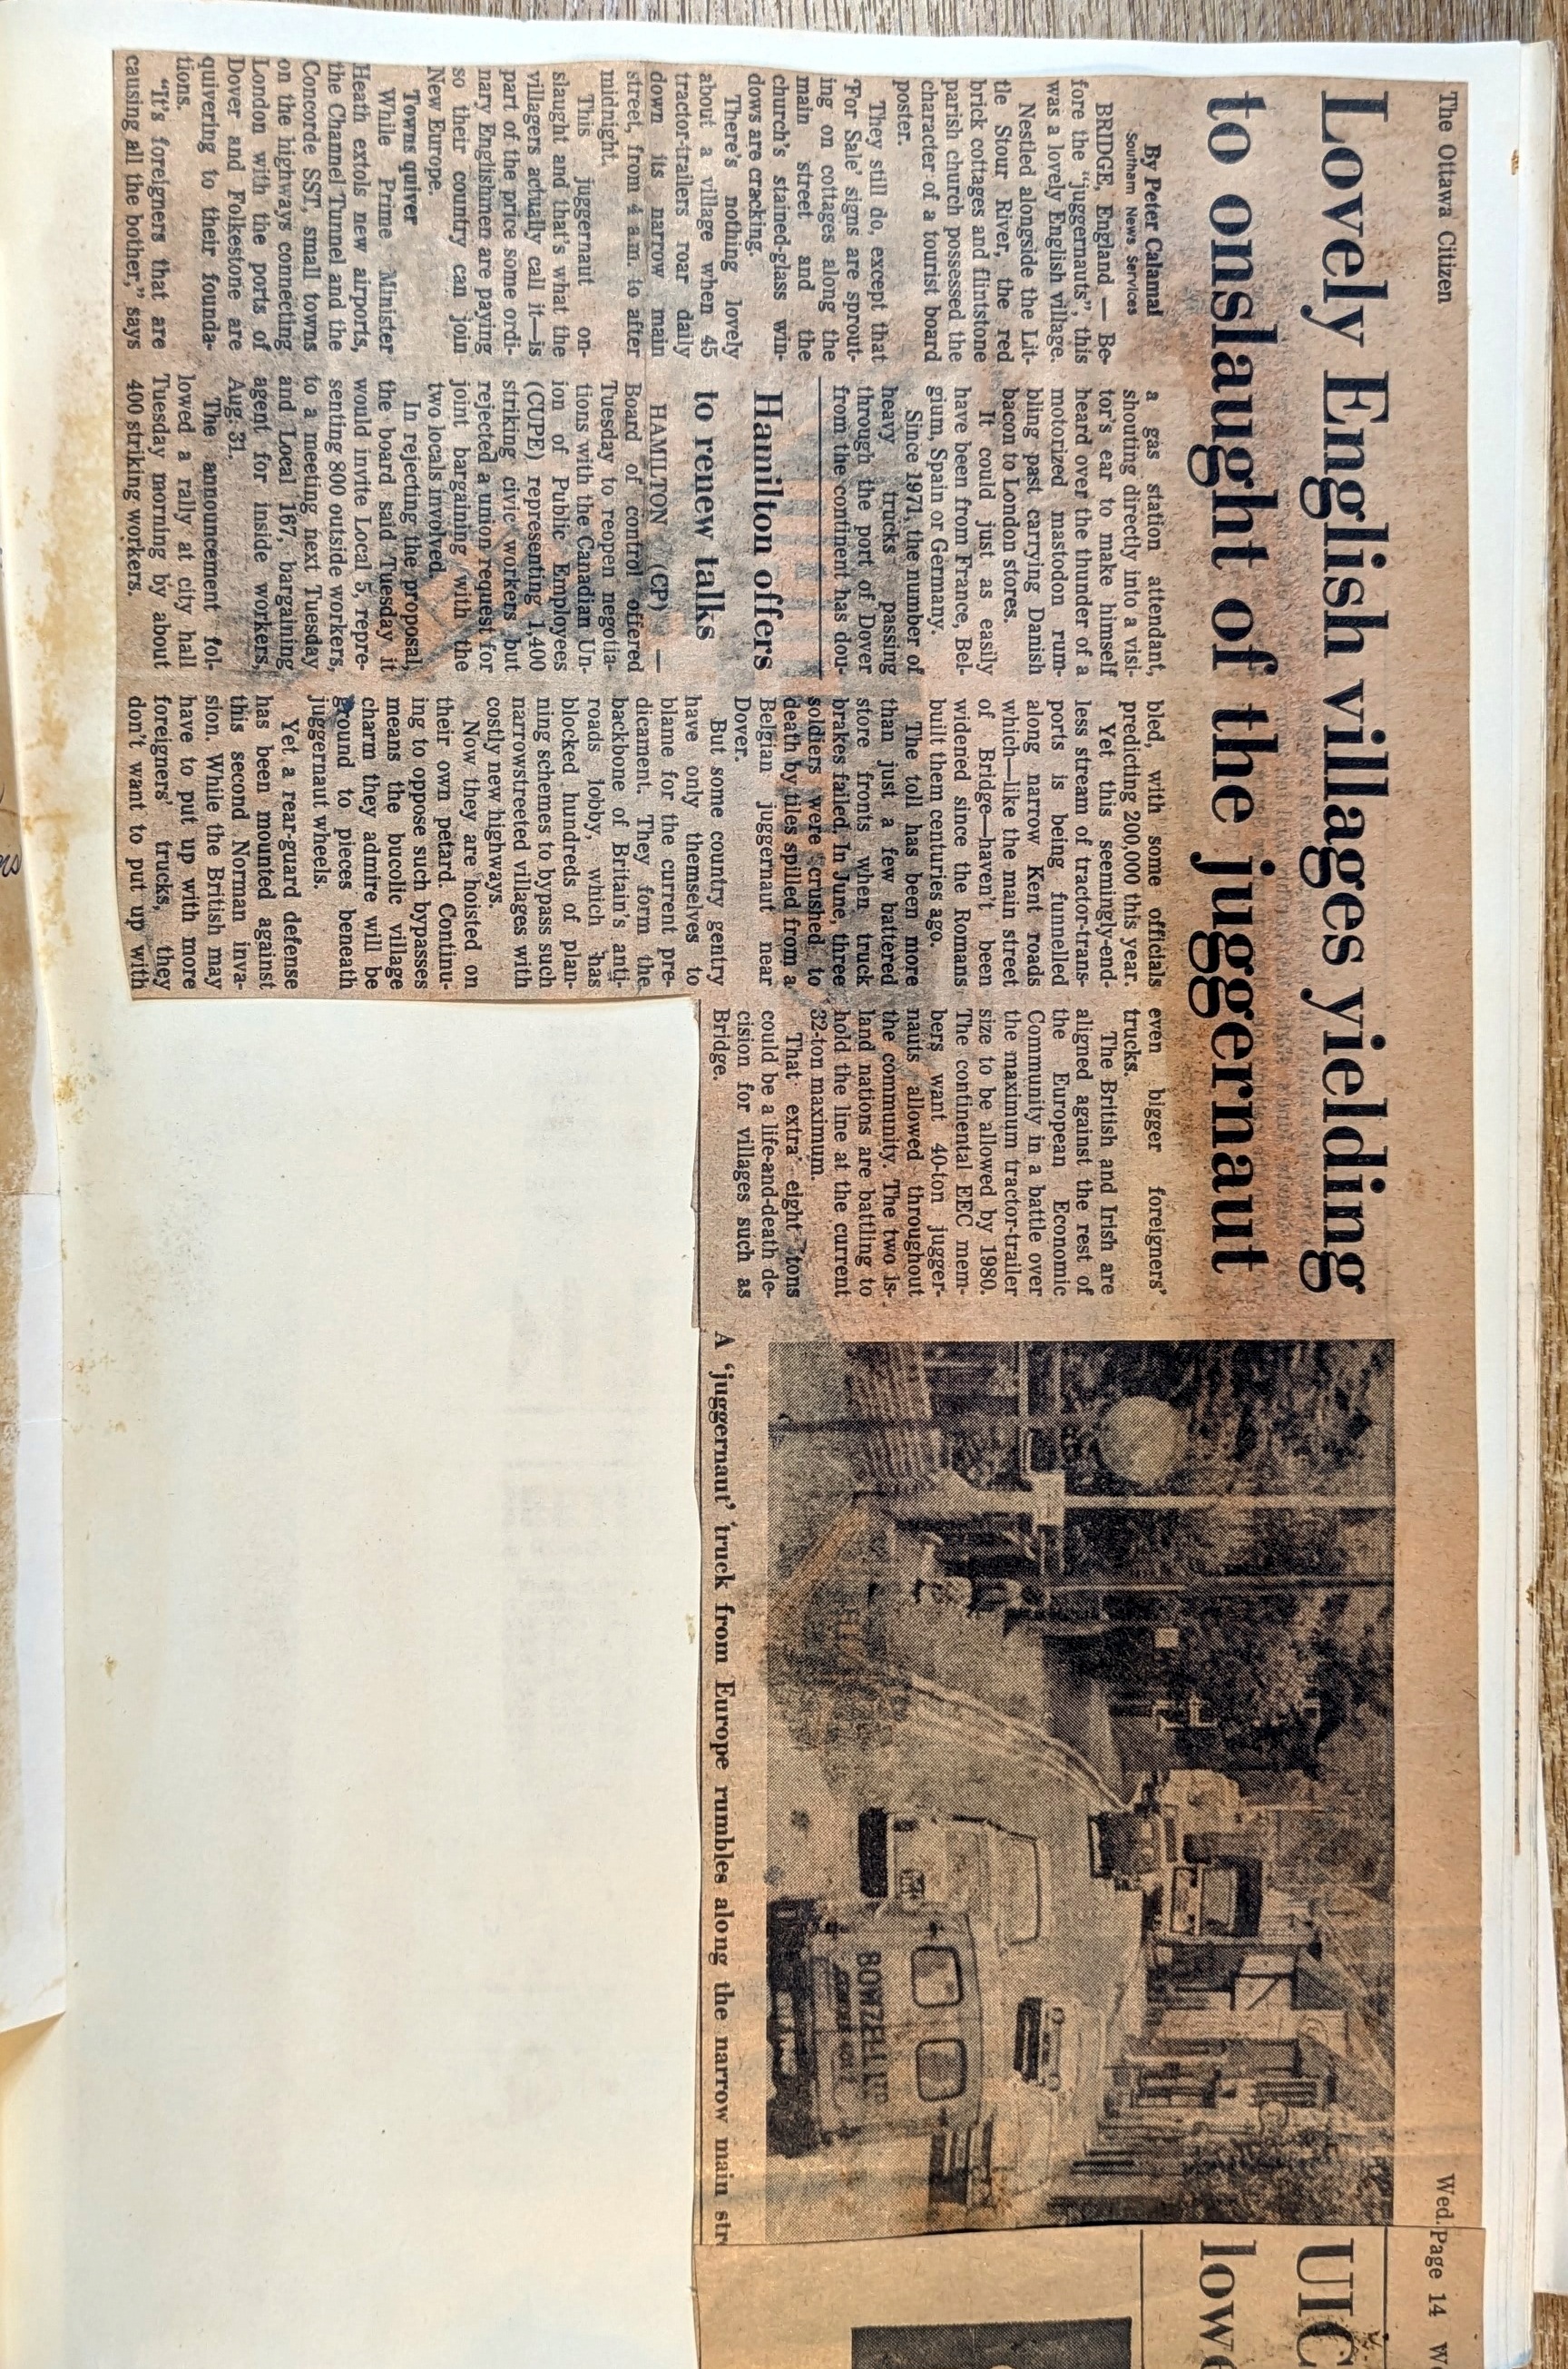 The Ottawa Citizen
Wed.
Page 14
Lovely English villages yielding
to onslaught of the juggernaut
By Peter Calamai
Southam News Services
BRIDGE, England — Be-
fore the "juggernauts", this
was a lovely English village.
Nestled alongside the Lit-
tle Stour River, the red
brick cottages and flintstone
parish church possessed the
character of a tourist board
poster.
They still do, except that
'For Sale' signs are sprout-
ing on cottages along the
main street and the
church's stained-glass win-
dows are cracking.
There's nothing lovely
about a village when 45
tractor-trailers roar daily
down its narrow main
street, from 4 a.m. to after
midnight.
This juggernaut on-
slaught and that's what the
villagers actually call it—is
part of the price some ordi-
nary Englishmen are paying
so their country can join
New Europe.
Towns quiver
While Prime Minister
Heath extols new airports,
the Channel Tunnel and the
Concorde SST, small towns
on the highways connecting
London with the ports of
Dover and Folkestone are
quivering to their founda-
tions.
"It's foreigners that are
causing all the bother," says
a gas station attendant,
shouting directly into a visi-
tor's ear to make himself
heard over the thunder of a
motorized mastodon rum-
bling past carrying Danish
bacon to London stores.
It could just as easily
have been from France, Bel-
gium, Spain or Germany.
Since 1971, the number of
heavy trucks passing
through the port of Dover
from the continent has dou-
bled, with some officials
predicting 200,000 this year.
Yet this seemingly-end-
less stream of tractor-trans-
ports is being funnelled
along narrow Kent roads
which—like the main street
of Bridge—haven't been
widened since the Romans
built them centuries ago.
The toll has been more
than just a few battered
store fronts when truck
brakes failed. In June, three
soldiers were crushed to
death by tiles spilled from a
Belgian juggernaut near
Dover.
But some country gentry
have only themselves to
blame for the current pre-
dicament. They form the
backbone of Britain's anti-
roads lobby, which has
blocked hundreds of plan-
ning schemes to bypass such
narrowstreeted villages with
costly new highways.
Now they are hoisted on
their own petard. Continu-
ing to oppose such bypasses
means the bucolic village
charm they admire will be
ground to pieces beneath
juggernaut wheels.
Yet a rear-guard defense
has been mounted against
this second Norman inva-
sion. While the British may
have to put up with more
foreigners' trucks, they
don't want to put up with
even bigger foreigners'
trucks.
The British and Irish are
aligned against the rest of
the European Economic
Community in a battle over
the maximum tractor-trailer
size to be allowed by 1980.
The continental EEC mem-
bers want 40-ton jugger-
nauts allowed throughout
the community. The two is-
land nations are battling to
hold the line at the current
32-ton maximum.
That extra eight tons
could be a life-and-death de-
cision for villages such as
Bridge.
Hamilton offers
to renew talks
HAMILTON (CP) —
Board of control offered
Tuesday to reopen negotia-
tions with the Canadian Un-
ion of Public Employees
(CUPE) representing 1,400
striking civic workers but
rejected a union request for
joint bargaining with the
two locals involved.
In rejecting the proposal,
the board said Tuesday it
would invite Local 5, repre-
senting 800 outside workers,
to a meeting next Tuesday
and Local 167, bargaining
agent for inside workers,
Aug. 31.
The announcement fol-
lowed a rally at city hall
Tuesday morning by about
400 striking workers.
BOWZELL LTD
A 'juggernaut' truck from Europe rumbles along the narrow main str
UIC
lowe